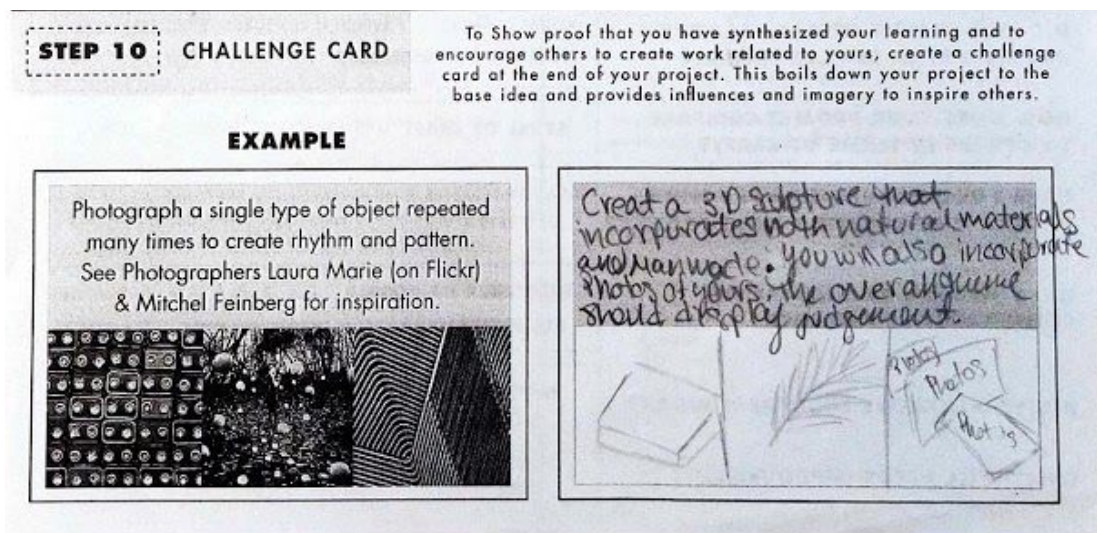 STEP 10 CHALLENGE CARD
To Show proof that you have synthesized your learning and to
encourage others to create work related to yours, create a challenge
card at the end of your project. This boils down your project to the
base idea and provides influences and imagery to inspire others.
EXAMPLE
Photograph a single type of object repeated
many times to create rhythm and pattern.
See Photographers Laura Marie (on Flickr)
& Mitchel Feinberg for inspiration.
Creat a 3D Sulpture that
incorporates both natural materials
and Manmade. you will also incorporate
Photos of yours. the overall theme
should display judgement.
Photos
Photos
Photos